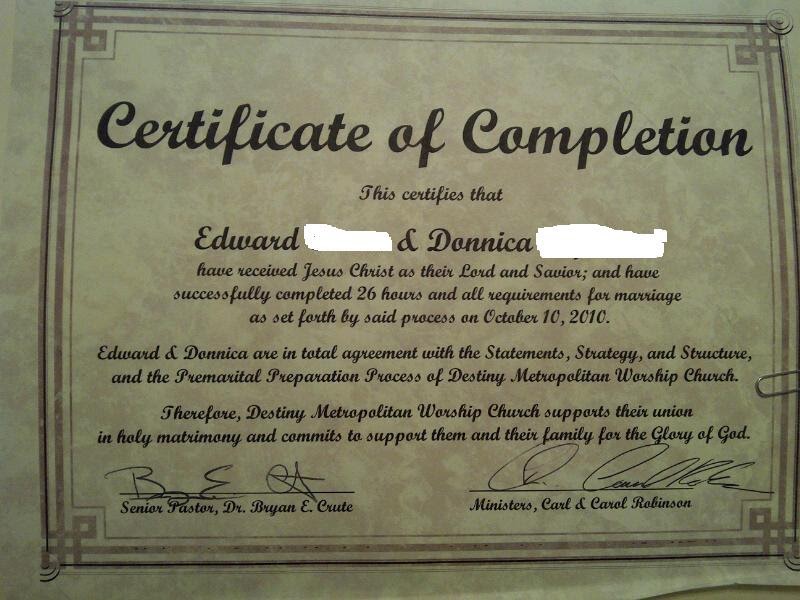 Certificate of Completion
This certifies that
Edward & Donnica
have received Jesus Christ as their Lord and Savior; and have
successfully completed 26 hours and all requirements for marriage
as set forth by said process on October 10, 2010.
Edward & Donnica are in total agreement with the Statements, Strategy, and Structure,
and the Premarital Preparation Process of Destiny Metropolitan Worship Church.
Therefore, Destiny Metropolitan Worship Church supports their union
in holy matrimony and commits to support them and their family for the Glory of God.
Senior Pastor, Dr. Bryan E. Crute
Ministers, Carl & Carol Robinson